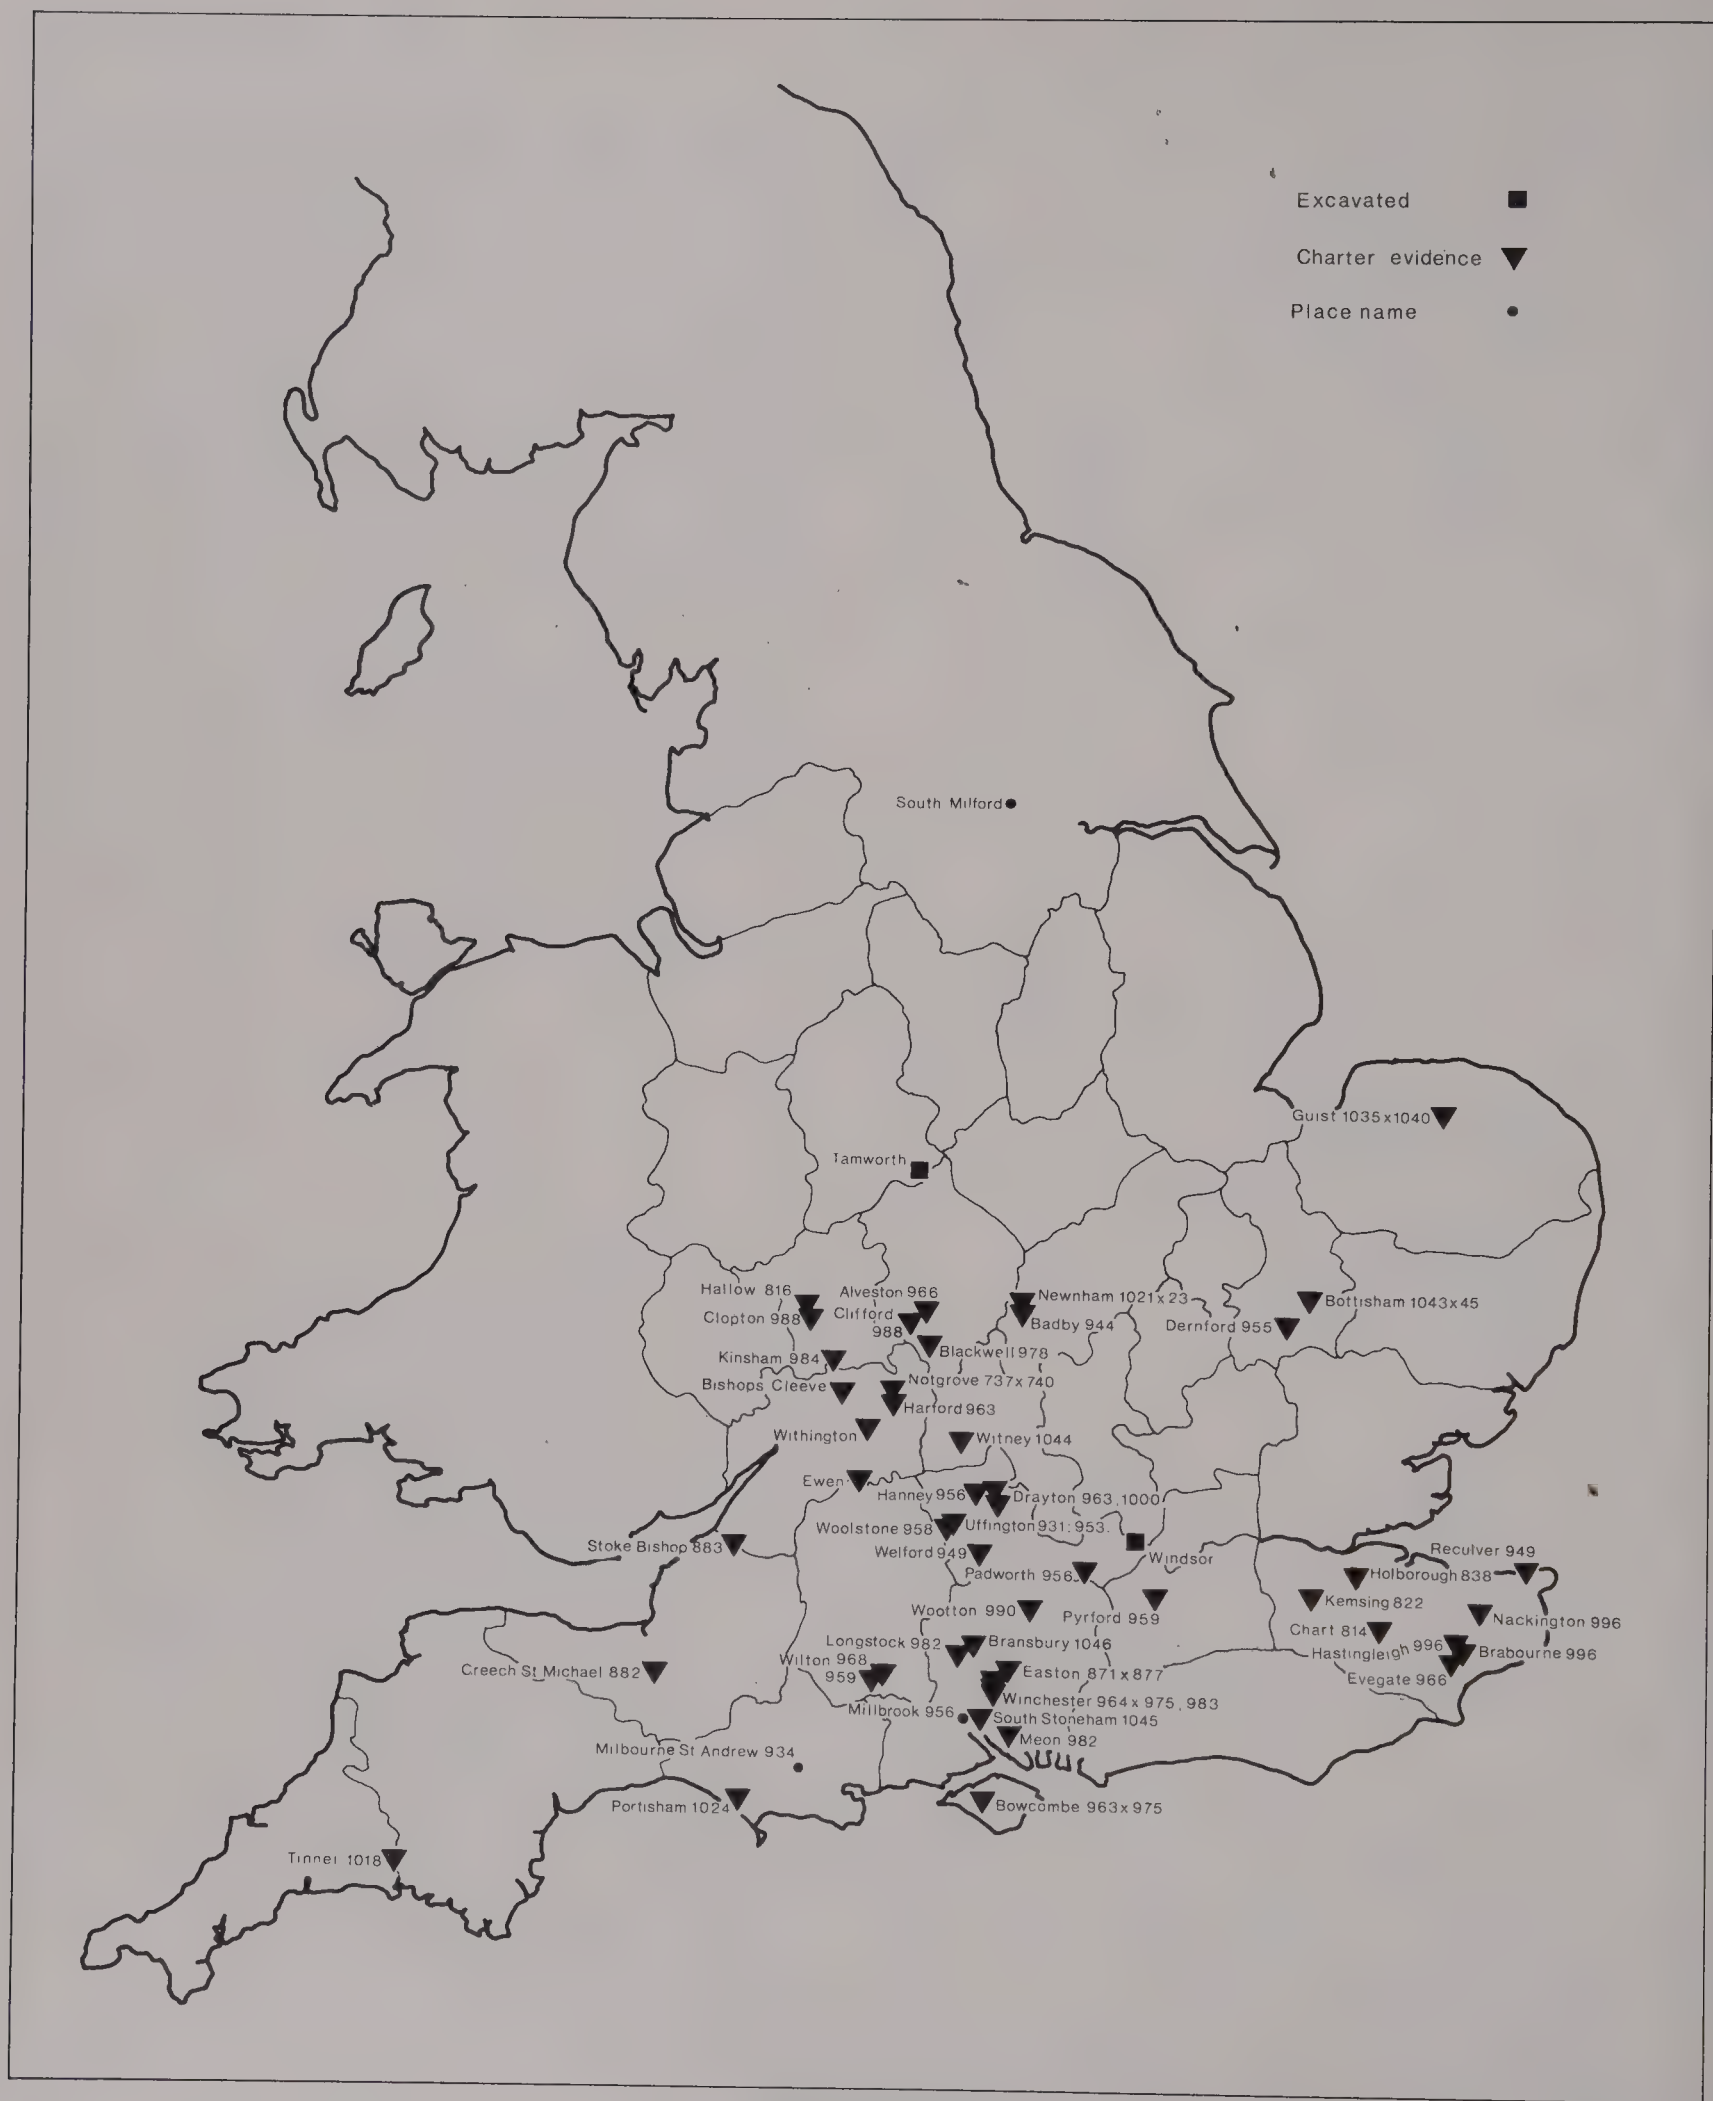 Excavated
Charter evidence
Place name
South Milford
Guist 1035x1040
Tamworth
Hallow 816
Alveston 966
Newnham 1021x23
Bottisham 1043x45
Clopton 988
Clifford
988
Badby 944
Dernford 955
Blackwell 978
Kinsham 984
Bishops Cleeve
Notgrove 737x740
Harford 963
Withington
Witney 1044
Ewen
Hanney 956
Drayton 963,1000
Woolstone 958
Uffington 931:953.
Stoke Bishop 883
Welford 949
Windsor
Reculver 949
Padworth 956
Holborough 838
Kemsing 822
Wootton 990
Pyrford 959
Nackington 996
Chart 814
Longstock 982
Bransbury 1046
Hastingleigh 996
Brabourne 996
Wilton 968
959
Creech St Michael 882
Easton 871x877
Evegate 966
Winchester 964x975, 983
Millbrook 956
South Stoneham 1045
Meon 982
Milbourne St Andrew 934
Portisham 1024
Bowcombe 963x975
Tinnel 1018